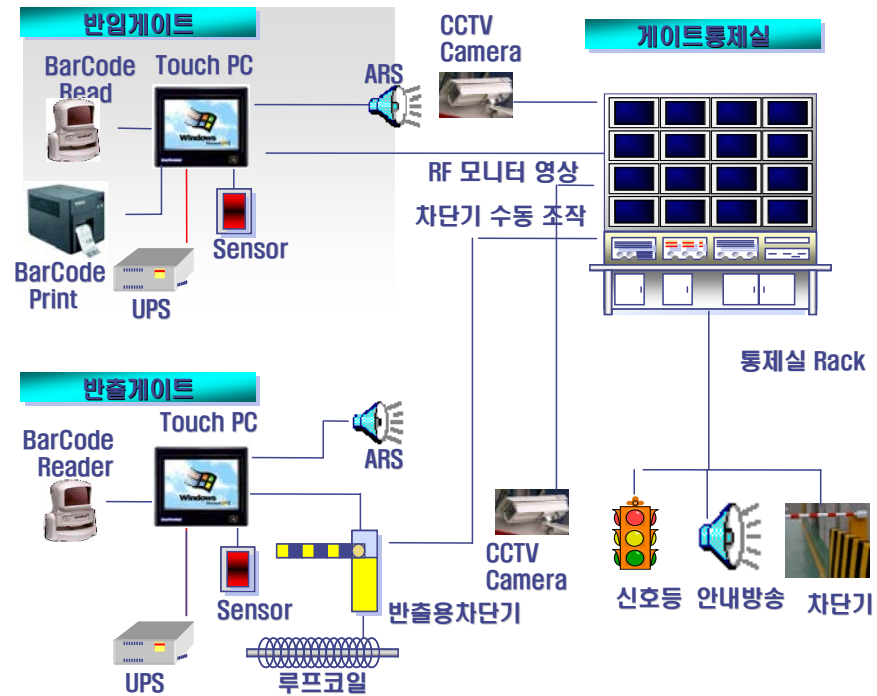 반입게이트
BarCode
Read
Touch PC
ARS
CCTV
Camera
게이트통제실
Windows
RF 모니터 영상
차단기 수동 조작
Sensor
BarCode
Print
UPS
통제실 Rack
반출게이트
Touch PC
BarCode
Reader
ARS
Windows
CCTV
Camera
Sensor
반출용차단기
신호등
안내방송
차단기
UPS
루프코일